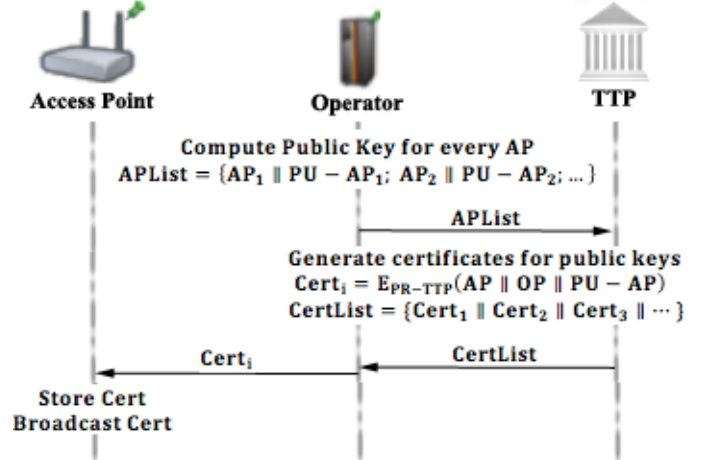 Access Point
Operator
TTP
Compute Public Key for every AP
APList = {AP₁ ∥ PU − AP₁; AP₂ ∥ PU − AP₂; … }
APList
Generate certificates for public keys
Certᵢ = E_PR−TTP(AP ∥ OP ∥ PU − AP)
CertList = {Cert₁ ∥ Cert₂ ∥ Cert₃ ∥ ⋯ }
Certᵢ
CertList
Store Cert
Broadcast Cert